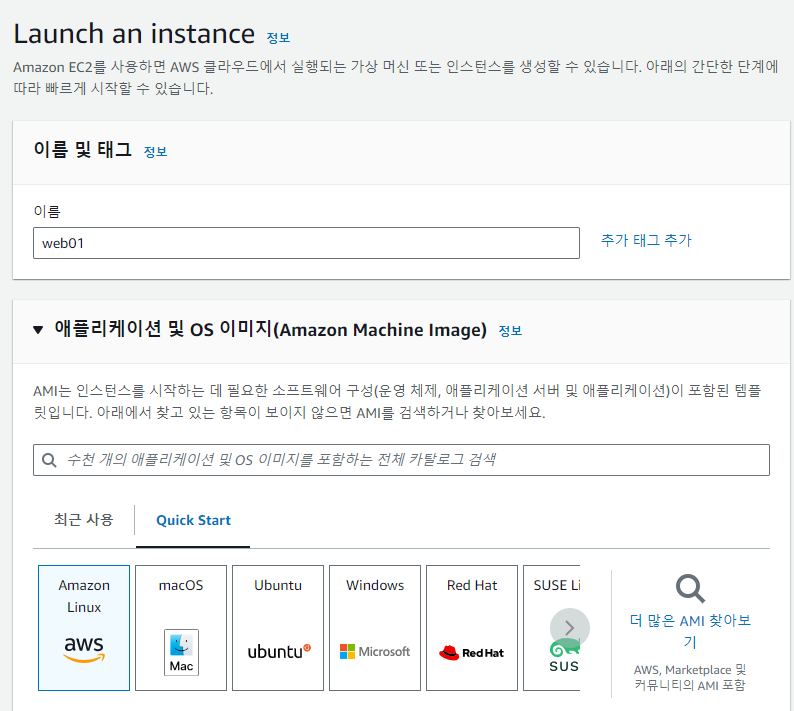 Launch an instance 정보
Amazon EC2를 사용하면 AWS 클라우드에서 실행되는 가상 머신 또는 인스턴스를 생성할 수 있습니다. 아래의 간단한 단계에
따라 빠르게 시작할 수 있습니다.
이름 및 태그 정보
이름
web01
추가 태그 추가
애플리케이션 및 OS 이미지(Amazon Machine Image) 정보
AMI는 인스턴스를 시작하는 데 필요한 소프트웨어 구성(운영 체제, 애플리케이션 서버 및 애플리케이션)이 포함된 템플
릿입니다. 아래에서 찾고 있는 항목이 보이지 않으면 AMI를 검색하거나 찾아보세요.
수천 개의 애플리케이션 및 OS 이미지를 포함하는 전체 카탈로그 검색
최근 사용
Quick Start
Amazon
Linux
aws
macOS
Mac
Ubuntu
ubuntu
Windows
Microsoft
Red Hat
Red Hat
SUSE Li
SUS
더 많은 AMI 찾아보
기
AWS, Marketplace 및
커뮤니티의 AMI 포함